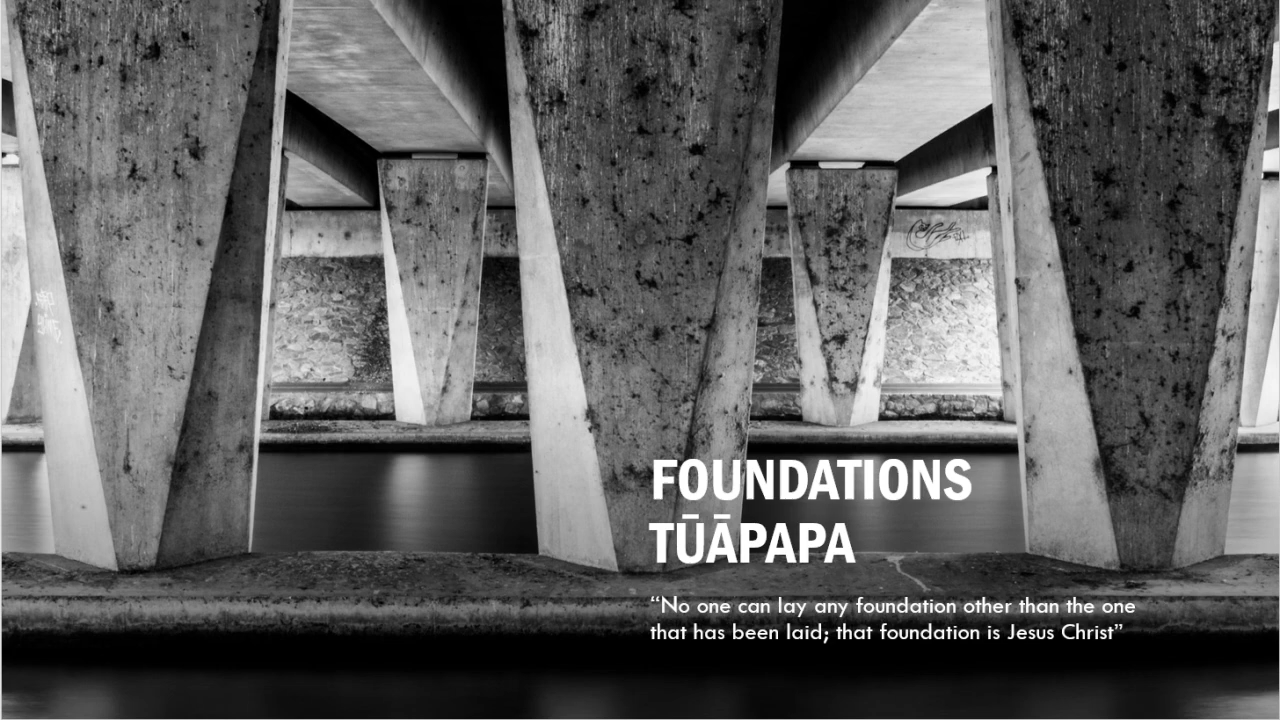 FOUNDATIONS
TŪĀPAPA
“No one can lay any foundation other than the one
that has been laid; that foundation is Jesus Christ”